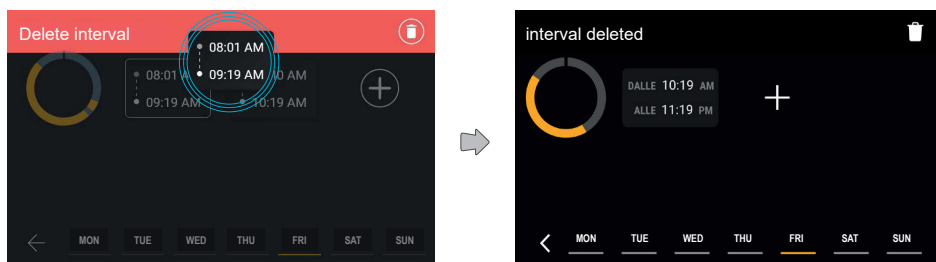 Delete interval
08:01 AM
09:19 AM
08:01 A
09:19 AM
0 AM
10:19 AM
MON TUE WED THU FRI SAT SUN
interval deleted
DALLE 10:19 AM
ALLE 11:19 PM
MON TUE WED THU FRI SAT SUN